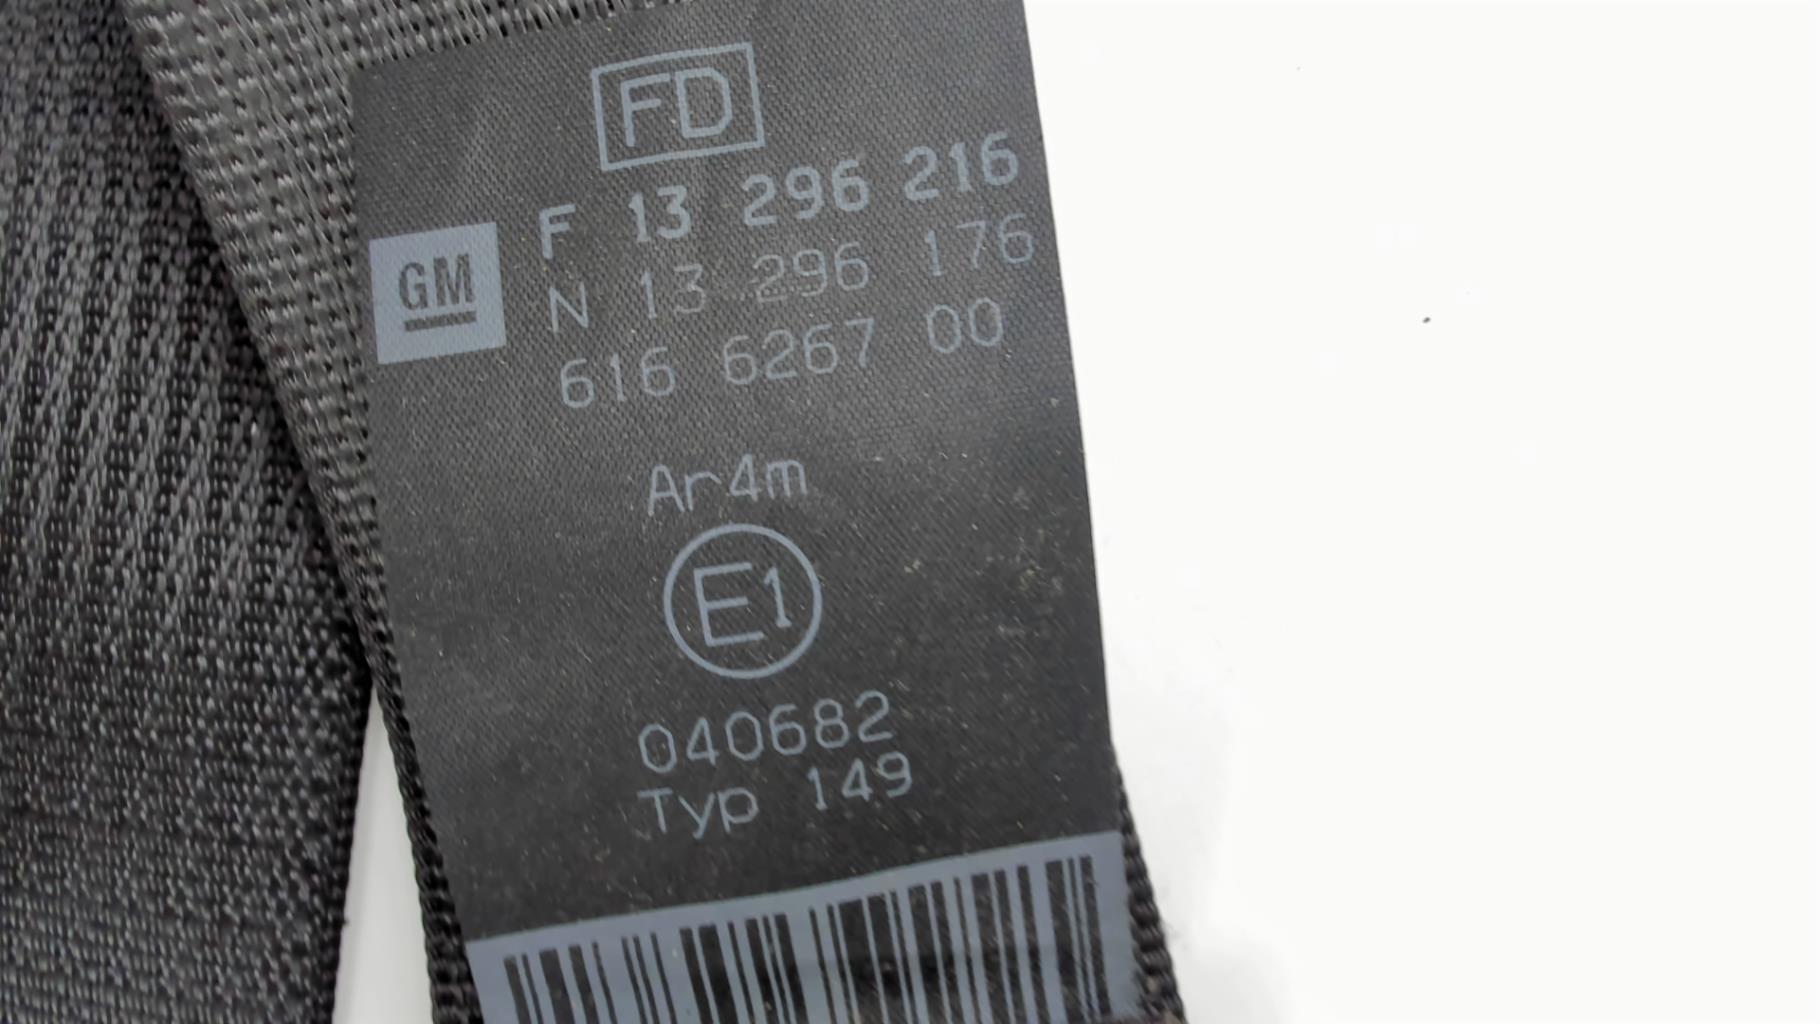 FD
F 13 296 216
GM
N 13 296 176
616 6267 00
Ar4m
E1
040682
Typ 149